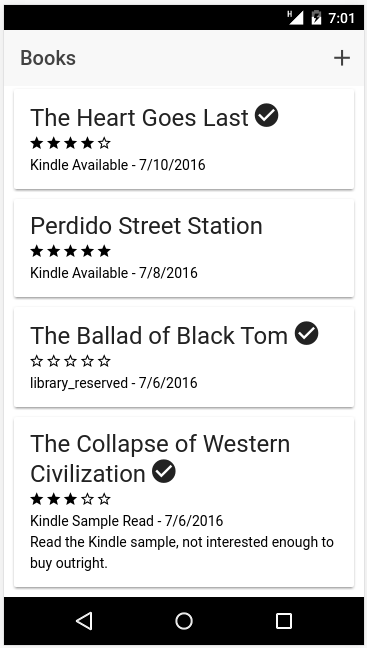 H 7:01
Books
The Heart Goes Last
Kindle Available - 7/10/2016
Perdido Street Station
Kindle Available - 7/8/2016
The Ballad of Black Tom
library_reserved - 7/6/2016
The Collapse of Western
Civilization
Kindle Sample Read - 7/6/2016
Read the Kindle sample, not interested enough to
buy outright.